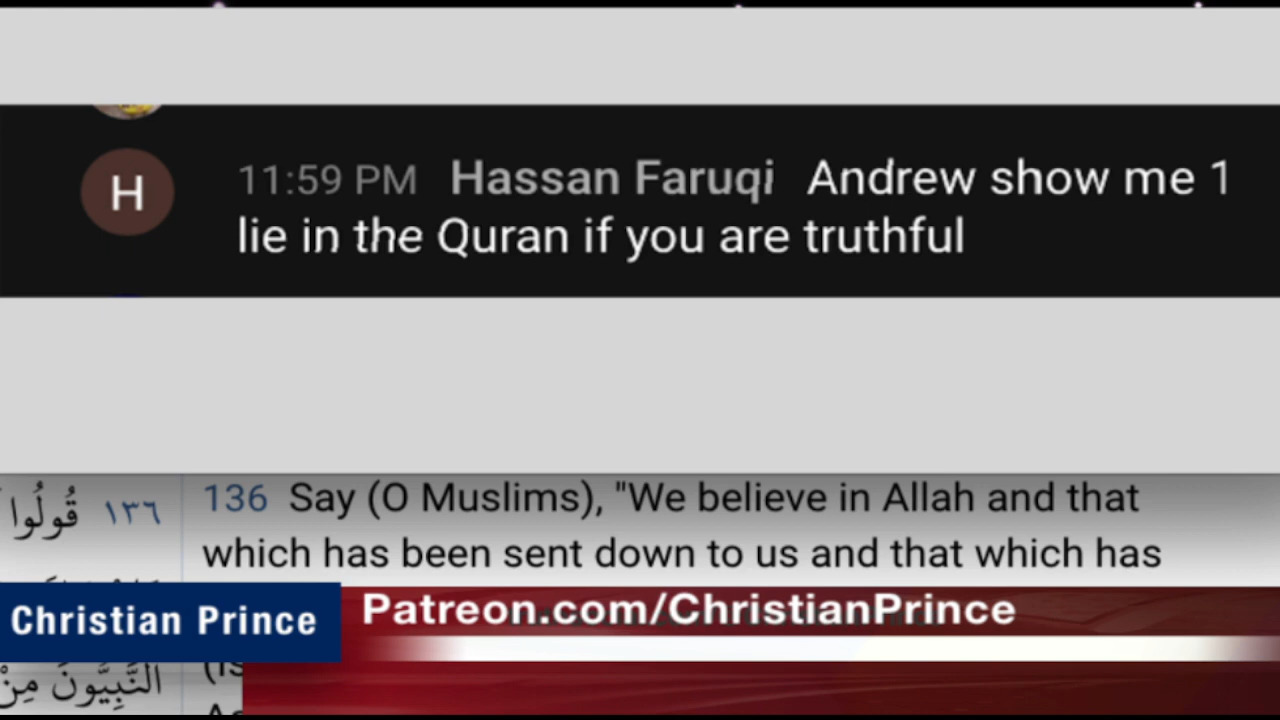 H
11:59 PM Hassan Faruqi Andrew show me 1
lie in the Quran if you are truthful
136 Say (O Muslims), "We believe in Allah and that
which has been sent down to us and that which has
١٣٦ قُولُوا
Christian Prince
Patreon.com/ChristianPrince
النَّبِيُّونَ مِنْ